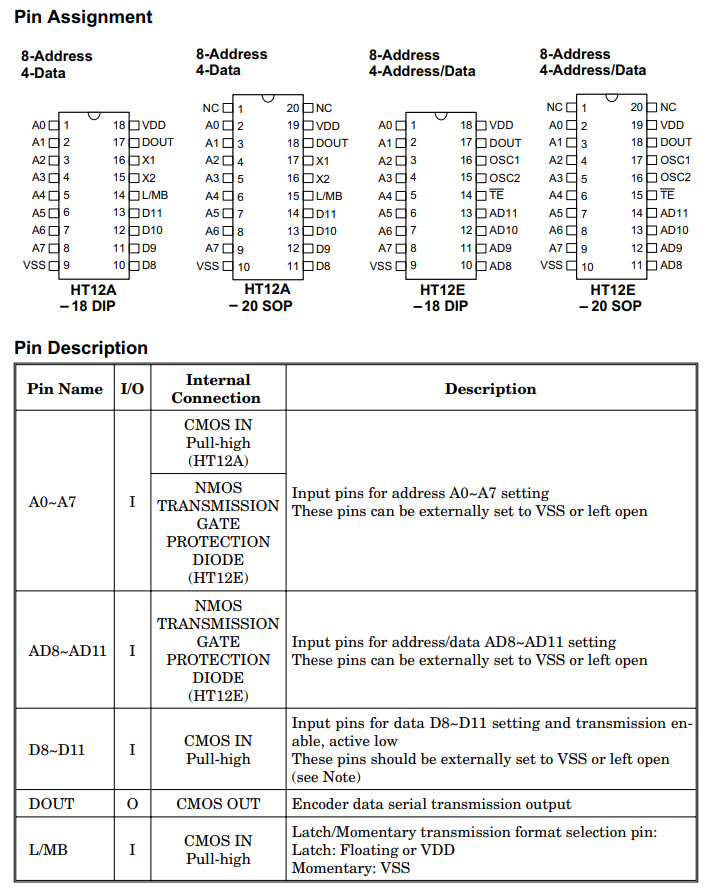 Pin Assignment
8-Address
4-Data
A0 1 18 VDD
A1 2 17 DOUT
A2 3 16 X1
A3 4 15 X2
A4 5 14 L/MB
A5 6 13 D11
A6 7 12 D10
A7 8 11 D9
VSS 9 10 D8
HT12A
– 18 DIP
8-Address
4-Data
NC 1 20 NC
A0 2 19 VDD
A1 3 18 DOUT
A2 4 17 X1
A3 5 16 X2
A4 6 15 L/MB
A5 7 14 D11
A6 8 13 D10
A7 9 12 D9
VSS 10 11 D8
HT12A
– 20 SOP
8-Address
4-Address/Data
A0 1 18 VDD
A1 2 17 DOUT
A2 3 16 OSC1
A3 4 15 OSC2
A4 5 14 TE
A5 6 13 AD11
A6 7 12 AD10
A7 8 11 AD9
VSS 9 10 AD8
HT12E
– 18 DIP
8-Address
4-Address/Data
NC 1 20 NC
A0 2 19 VDD
A1 3 18 DOUT
A2 4 17 OSC1
A3 5 16 OSC2
A4 6 15 TE
A5 7 14 AD11
A6 8 13 AD10
A7 9 12 AD9
VSS 10 11 AD8
HT12E
– 20 SOP
Pin Description
Pin Name I/O Internal Connection Description
A0~A7 I
CMOS IN
Pull-high
(HT12A)
NMOS
TRANSMISSION
GATE
PROTECTION
DIODE
(HT12E)
Input pins for address A0~A7 setting
These pins can be externally set to VSS or left open
AD8~AD11 I
NMOS
TRANSMISSION
GATE
PROTECTION
DIODE
(HT12E)
Input pins for address/data AD8~AD11 setting
These pins can be externally set to VSS or left open
D8~D11 I
CMOS IN
Pull-high
Input pins for data D8~D11 setting and transmission en-
able, active low
These pins should be externally set to VSS or left open
(see Note)
DOUT O CMOS OUT Encoder data serial transmission output
L/MB I
CMOS IN
Pull-high
Latch/Momentary transmission format selection pin:
Latch: Floating or VDD
Momentary: VSS